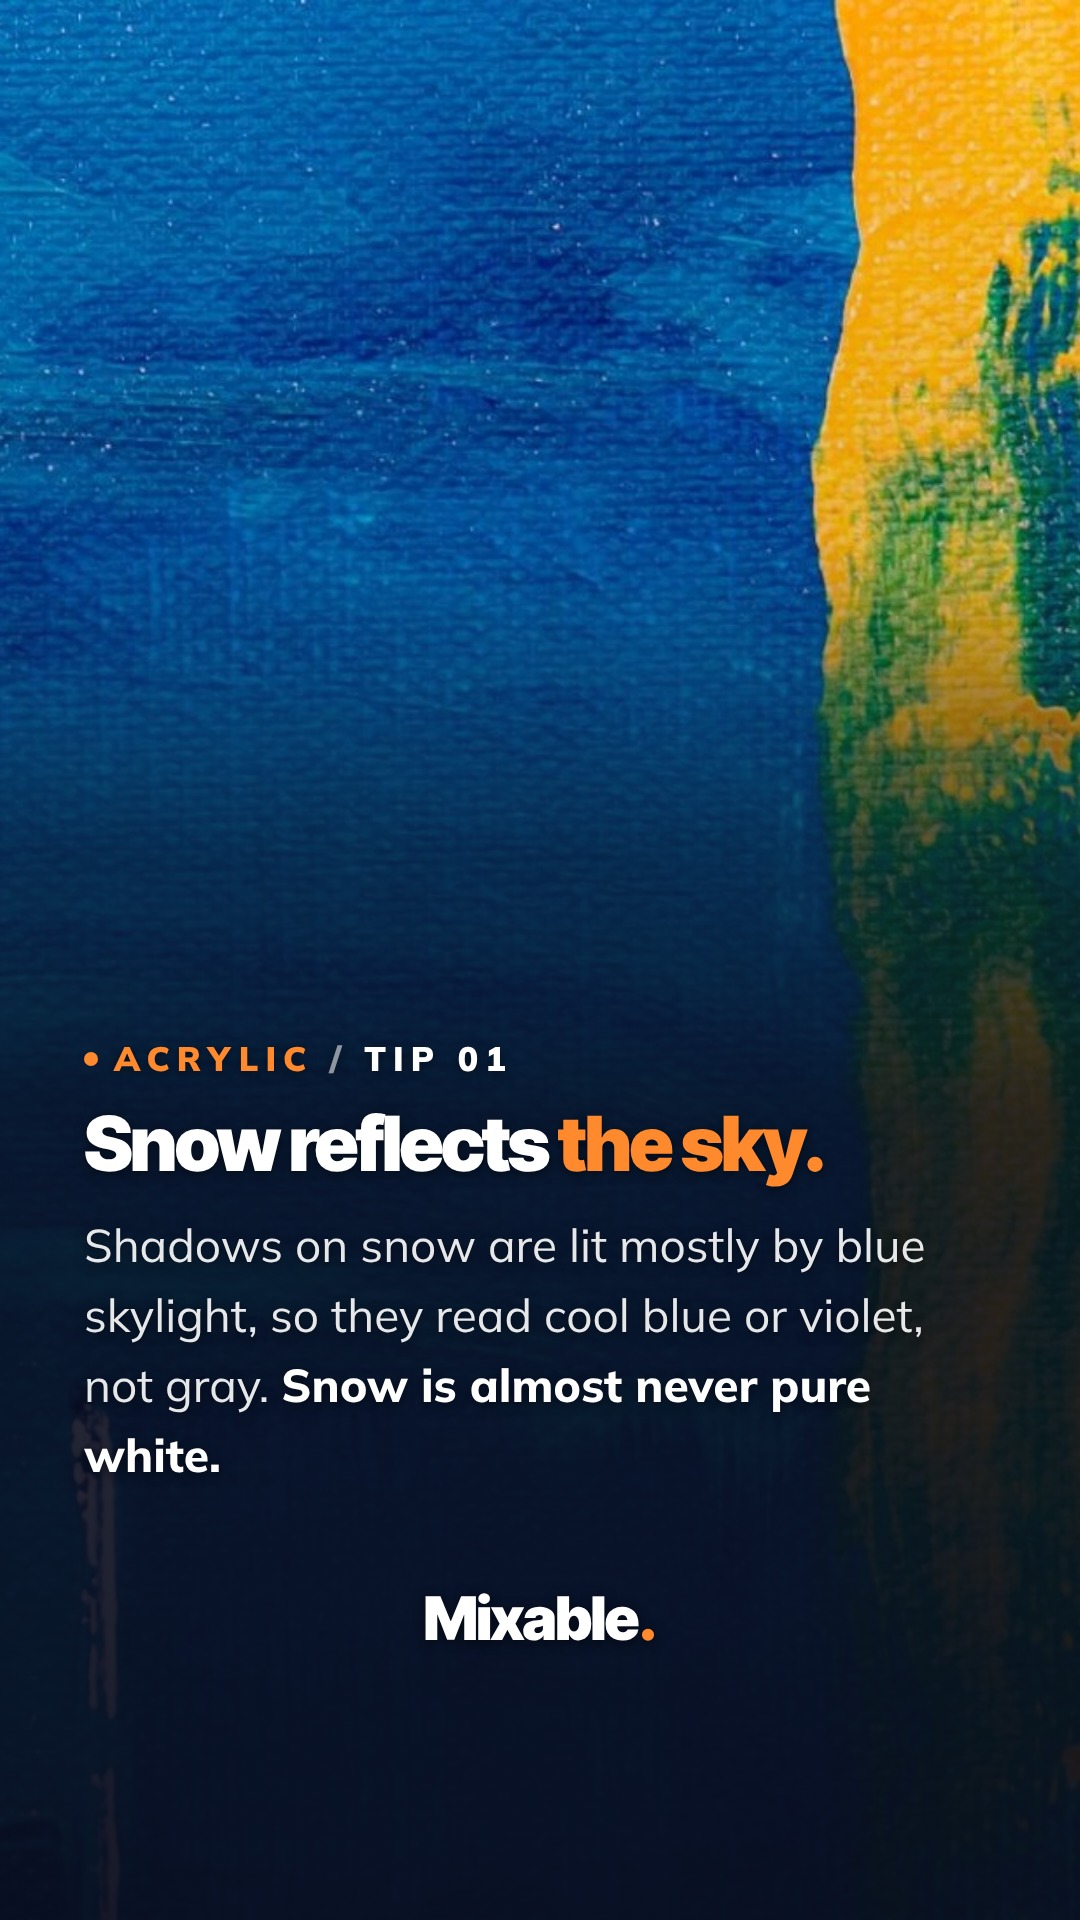 • ACRYLIC / TIP 01
Snow reflects the sky.
Shadows on snow are lit mostly by blue
skylight, so they read cool blue or violet,
not gray. Snow is almost never pure
white.
Mixable.